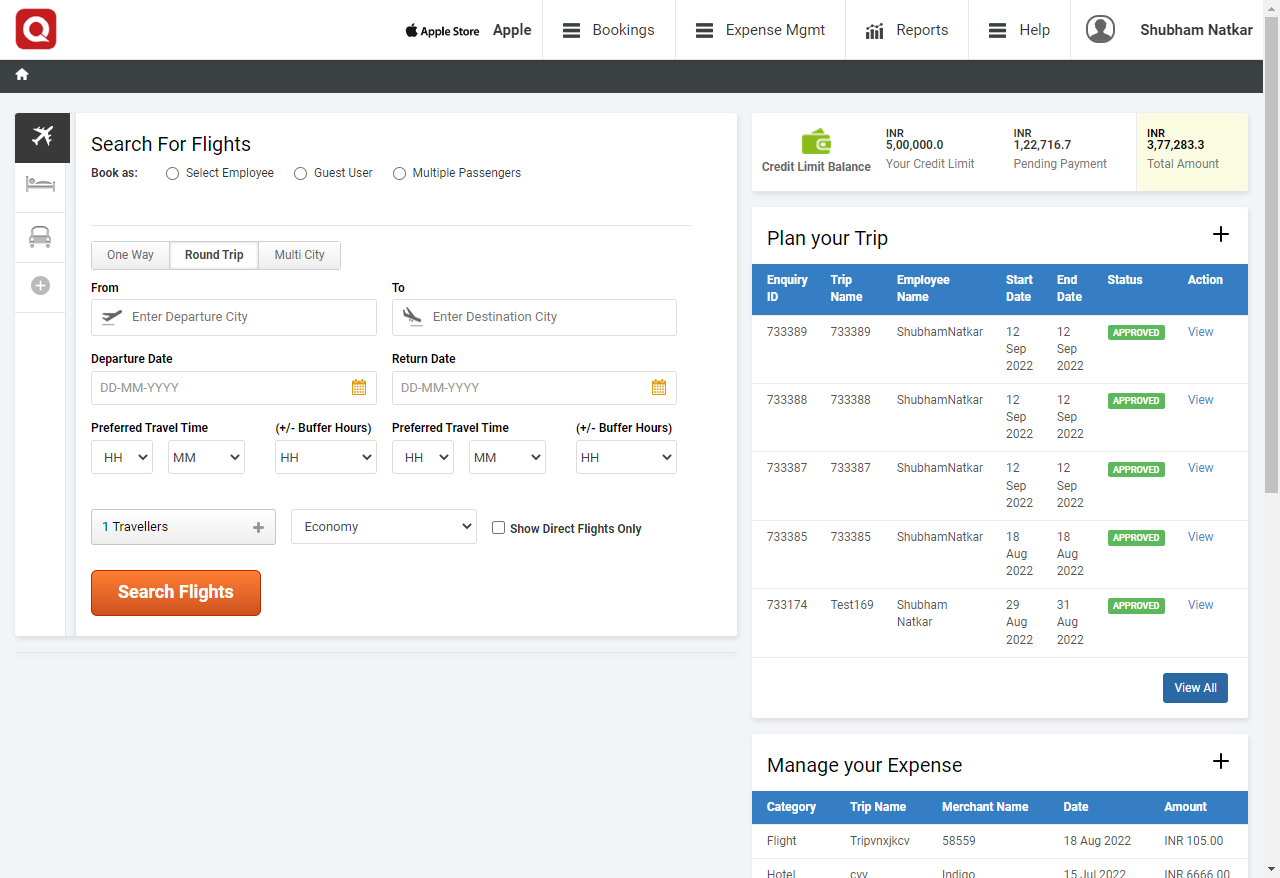 Apple Store Apple Bookings Expense Mgmt Reports Help Shubham Natkar
Search For Flights
Book as: Select Employee Guest User Multiple Passengers
One Way Round Trip Multi City
From To
Enter Departure City Enter Destination City
Departure Date Return Date
DD-MM-YYYY DD-MM-YYYY
Preferred Travel Time (+/- Buffer Hours) Preferred Travel Time (+/- Buffer Hours)
HH MM HH HH MM HH
1 Travellers Economy Show Direct Flights Only
Search Flights
Credit Limit Balance
INR
5,00,000.0
Your Credit Limit
INR
1,22,716.7
Pending Payment
INR
3,77,283.3
Total Amount
Plan your Trip
Enquiry ID Trip Name Employee Name Start Date End Date Status Action
733389 733389 ShubhamNatkar 12 Sep 2022 12 Sep 2022 APPROVED View
733388 733388 ShubhamNatkar 12 Sep 2022 12 Sep 2022 APPROVED View
733387 733387 ShubhamNatkar 12 Sep 2022 12 Sep 2022 APPROVED View
733385 733385 ShubhamNatkar 18 Aug 2022 18 Aug 2022 APPROVED View
733174 Test169 Shubham Natkar 29 Aug 2022 31 Aug 2022 APPROVED View
View All
Manage your Expense
Category Trip Name Merchant Name Date Amount
Flight Tripvnxjkcv 58559 18 Aug 2022 INR 105.00
Hotel cvv Indigo 15 Jul 2022 INR 6666.00